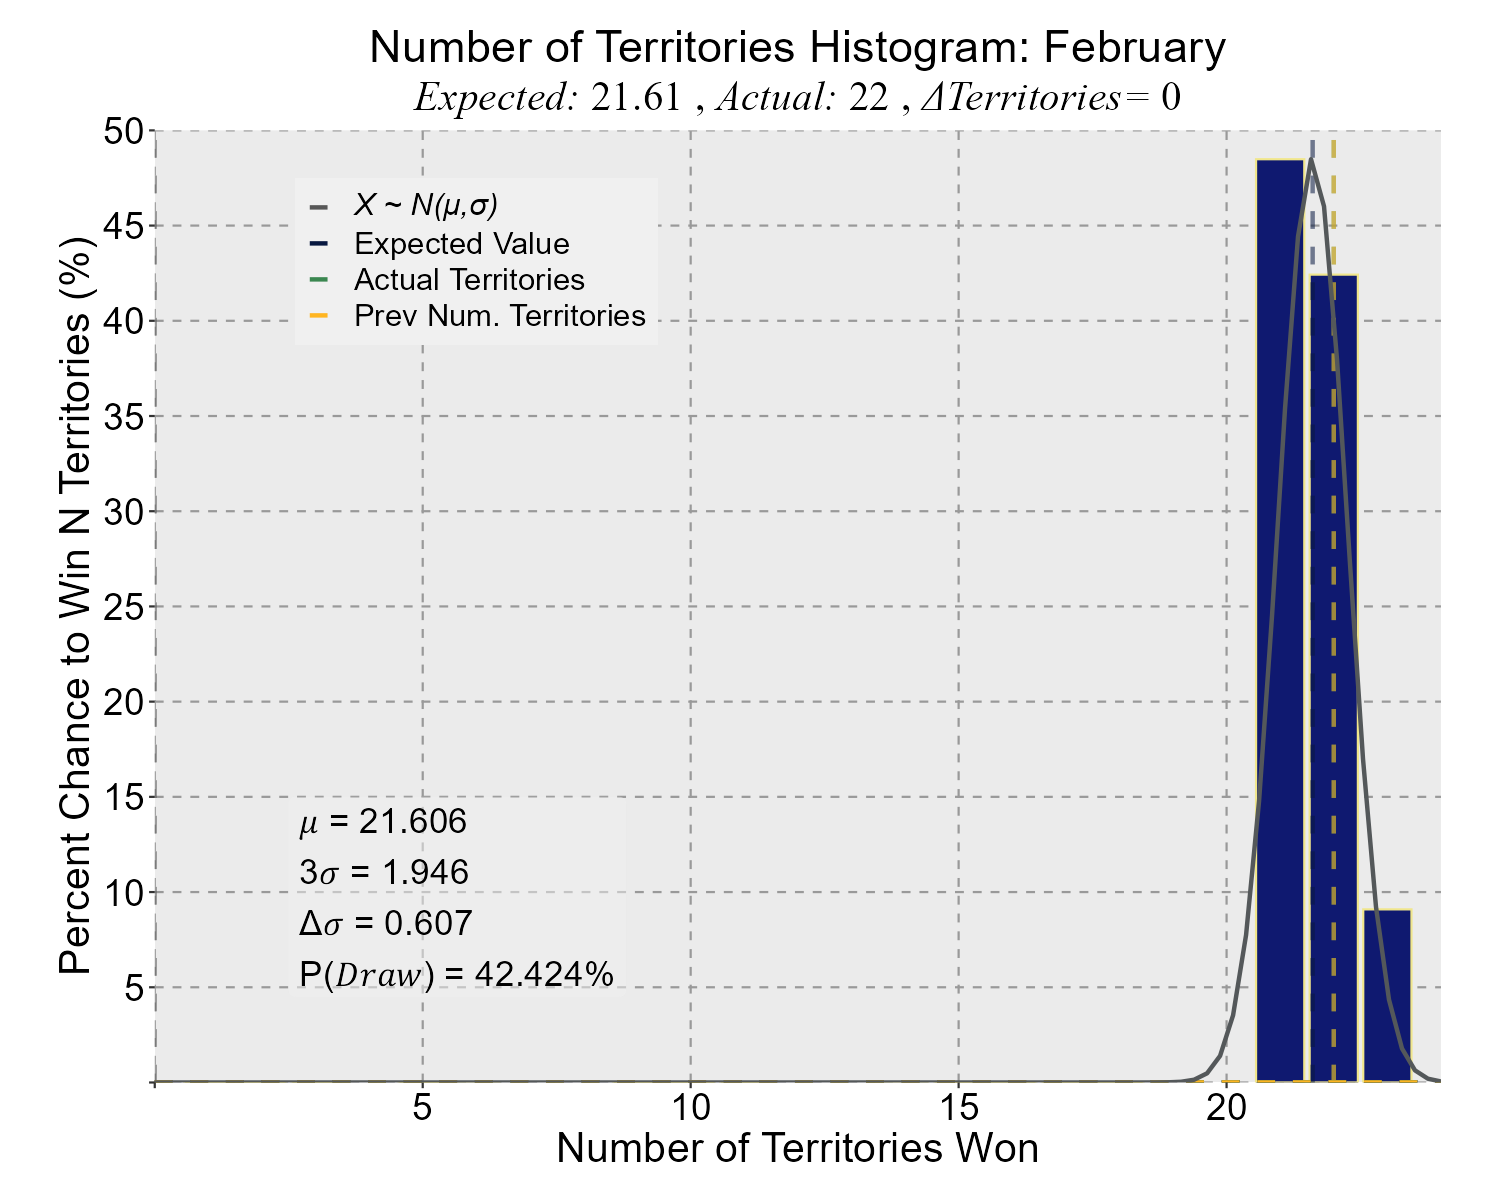 Number of Territories Histogram: February
Expected: 21.61 , Actual: 22 , ΔTerritories= 0
Percent Chance to Win N Territories (%)
50
45
40
35
30
25
20
15
10
5
X ~ N(μ,σ)
Expected Value
Actual Territories
Prev Num. Territories
μ = 21.606
3σ = 1.946
Δσ = 0.607
P(Draw) = 42.424%
5 10 15 20
Number of Territories Won